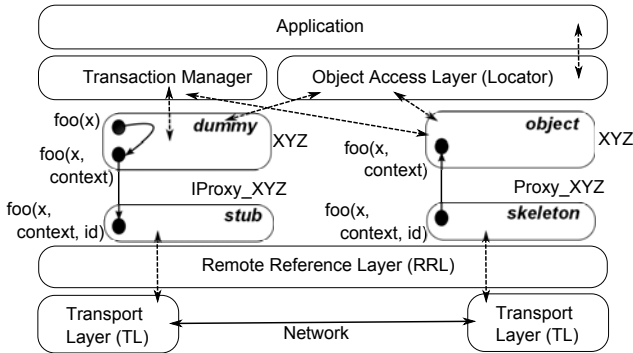 Application
Transaction Manager
Object Access Layer (Locator)
foo(x)
dummy
XYZ
foo(x,
context)
object
XYZ
foo(x,
context)
IProxy_XYZ
Proxy_XYZ
foo(x,
context, id)
stub
foo(x,
context, id)
skeleton
Remote Reference Layer (RRL)
Transport
Layer (TL)
Network
Transport
Layer (TL)